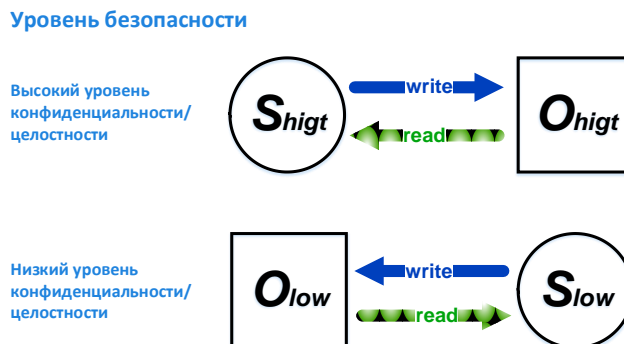 Уровень безопасности
Высокий уровень
конфиденциальности/
целостности
Shigt
write
read
Ohigt
Низкий уровень
конфиденциальности/
целостности
Olow
write
read
Slow